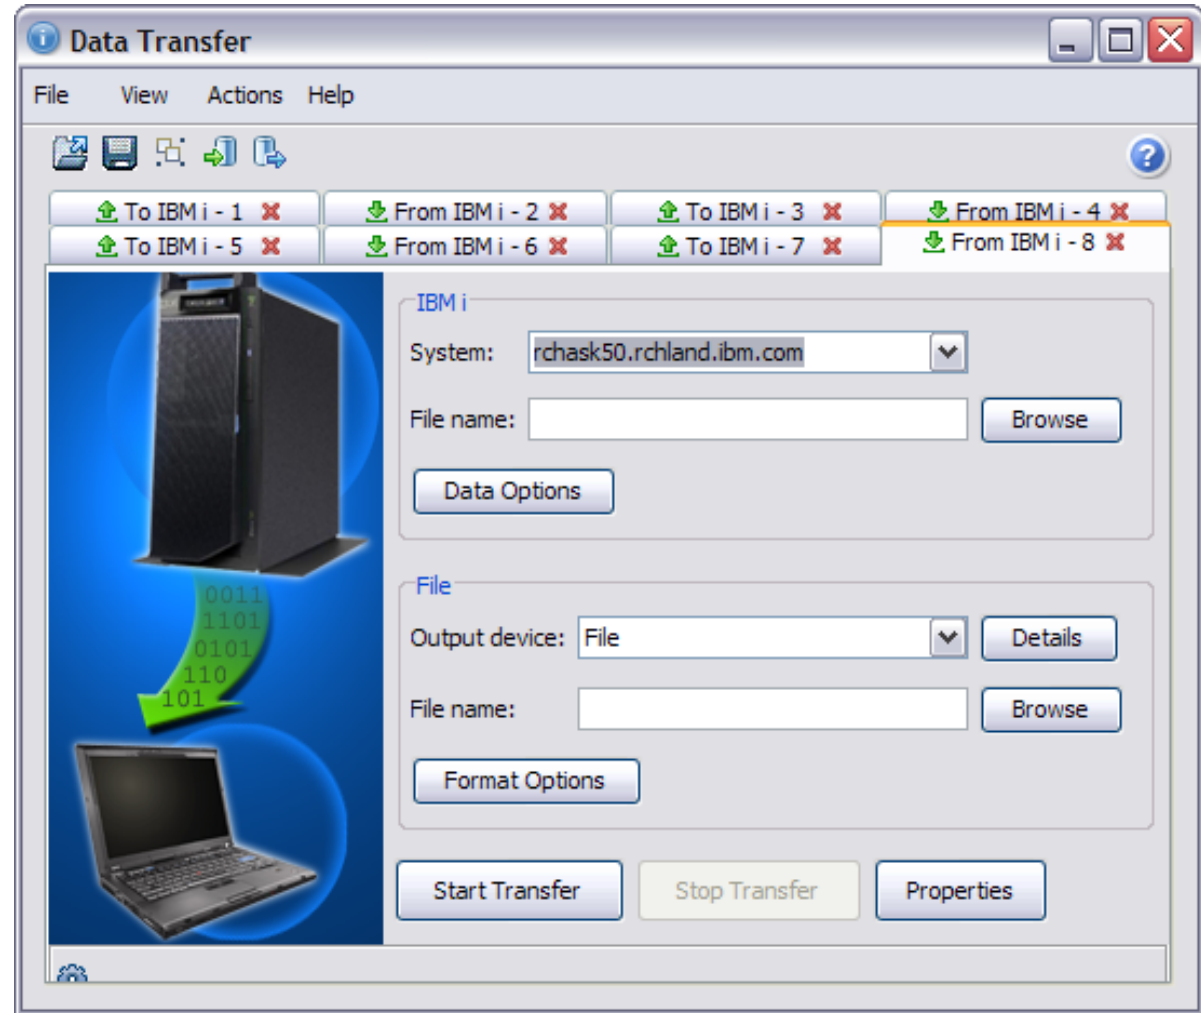 Data Transfer
File View Actions Help
To IBM i - 1 From IBM i - 2 To IBM i - 3 From IBM i - 4
To IBM i - 5 From IBM i - 6 To IBM i - 7 From IBM i - 8
IBM i
System: rchask50.rchland.ibm.com
File name: Browse
Data Options
File
Output device: File Details
File name: Browse
Format Options
0011
1101
0101
110
101
Start Transfer Stop Transfer Properties